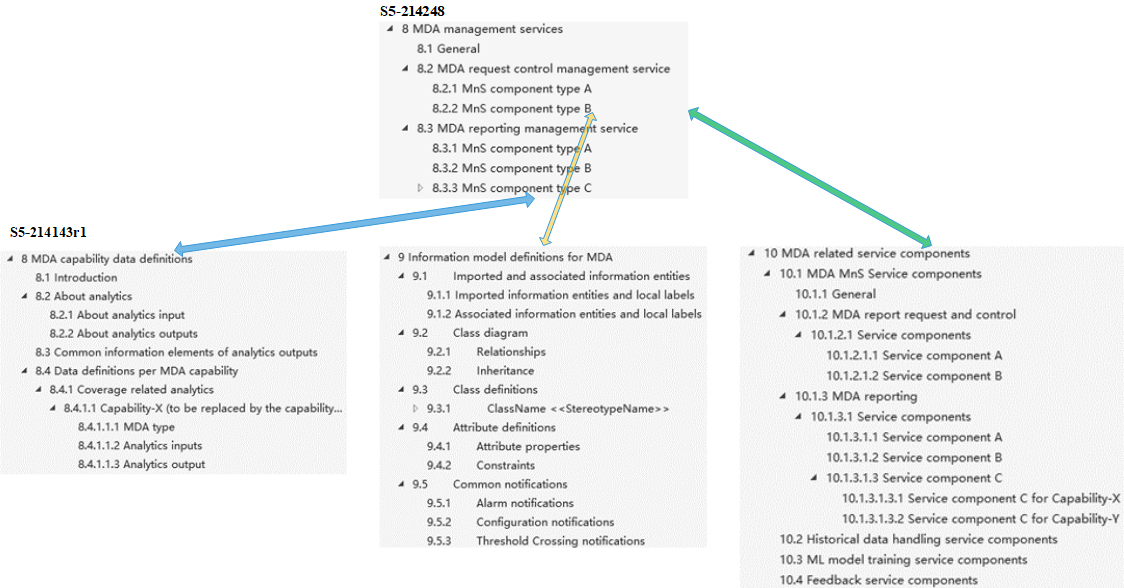 S5-214248
8 MDA management services
8.1 General
8.2 MDA request control management service
8.2.1 MnS component type A
8.2.2 MnS component type B
8.3 MDA reporting management service
8.3.1 MnS component type A
8.3.2 MnS component type B
8.3.3 MnS component type C
S5-214143r1
8 MDA capability data definitions
8.1 Introduction
8.2 About analytics
8.2.1 About analytics input
8.2.2 About analytics outputs
8.3 Common information elements of analytics outputs
8.4 Data definitions per MDA capability
8.4.1 Coverage related analytics
8.4.1.1 Capability-X (to be replaced by the capability...
8.4.1.1.1 MDA type
8.4.1.1.2 Analytics inputs
8.4.1.1.3 Analytics output
9 Information model definitions for MDA
9.1 Imported and associated information entities
9.1.1 Imported information entities and local labels
9.1.2 Associated information entities and local labels
9.2 Class diagram
9.2.1 Relationships
9.2.2 Inheritance
9.3 Class definitions
9.3.1 ClassName <<StereotypeName>>
9.4 Attribute definitions
9.4.1 Attribute properties
9.4.2 Constraints
9.5 Common notifications
9.5.1 Alarm notifications
9.5.2 Configuration notifications
9.5.3 Threshold Crossing notifications
10 MDA related service components
10.1 MDA MnS Service components
10.1.1 General
10.1.2 MDA report request and control
10.1.2.1 Service components
10.1.2.1.1 Service component A
10.1.2.1.2 Service component B
10.1.3 MDA reporting
10.1.3.1 Service components
10.1.3.1.1 Service component A
10.1.3.1.2 Service component B
10.1.3.1.3 Service component C
10.1.3.1.3.1 Service component C for Capability-X
10.1.3.1.3.2 Service component C for Capability-Y
10.2 Historical data handling service components
10.3 ML model training service components
10.4 Feedback service components